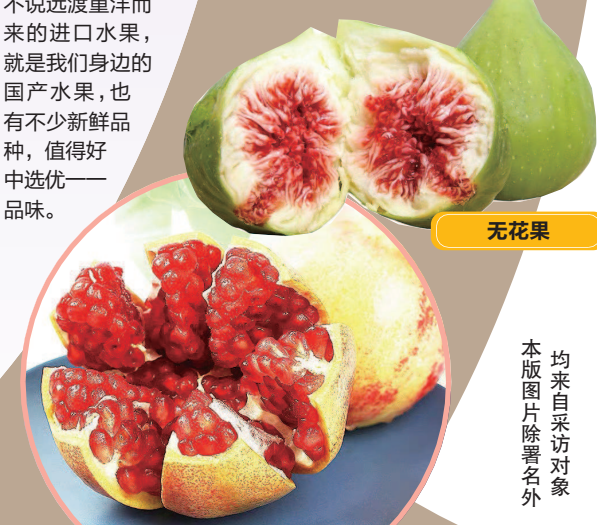 不说远渡重洋而
来的进口水果，
就是我们身边的
国产水果，也
有不少新鲜品
种，值得好
中选优——
品味。
无花果
本版图片除署名外
均来自采访对象